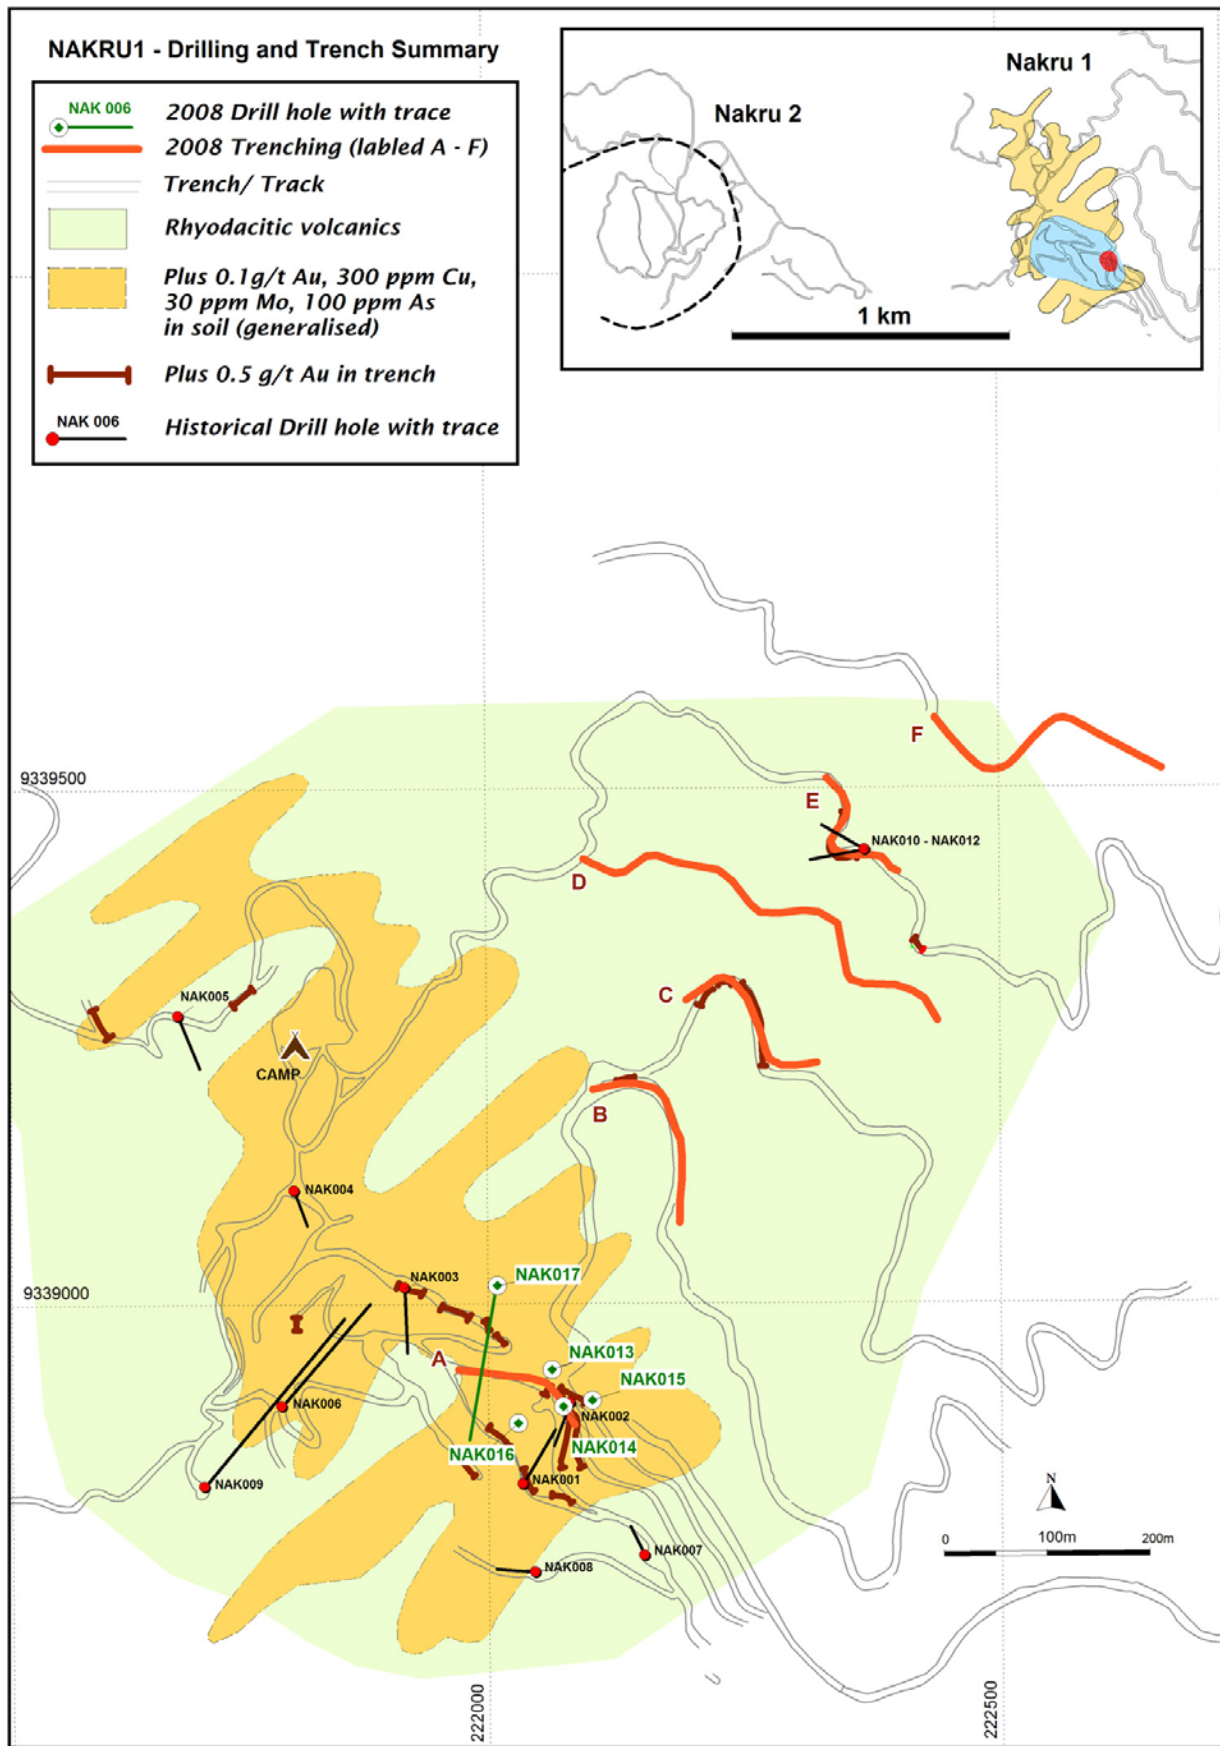 NAKRU1 - Drilling and Trench Summary
NAK 006
2008 Drill hole with trace
2008 Trenching (labled A - F)
Trench/ Track
Rhyodacitic volcanics
Plus 0.1g/t Au, 300 ppm Cu,
30 ppm Mo, 100 ppm As
in soil (generalised)
Plus 0.5 g/t Au in trench
NAK 006
Historical Drill hole with trace
Nakru 2
Nakru 1
1 km
F
9339500
E
NAK010 - NAK012
D
C
NAK005
CAMP
B
NAK004
NAK003
NAK017
9339000
A
NAK013
NAK015
NAK006
NAK002
NAK016
NAK014
NAK009
NAK001
NAK007
NAK008
N
0
100m
200m
222000
222500